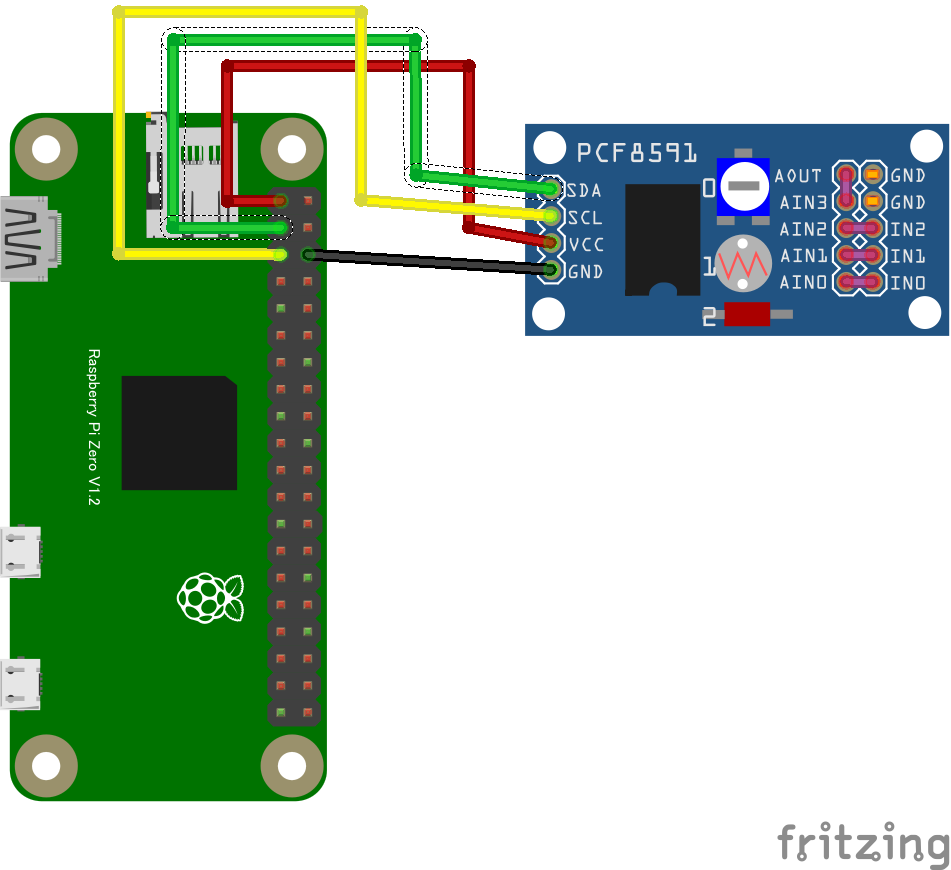 PCF8591
SDA
SCL
VCC
GND
0
1
2
AOUT GND
AIN3 GND
AIN2 IN2
AIN1 IN1
AIN0 IN0
Raspberry Pi Zero V1.2
fritzing